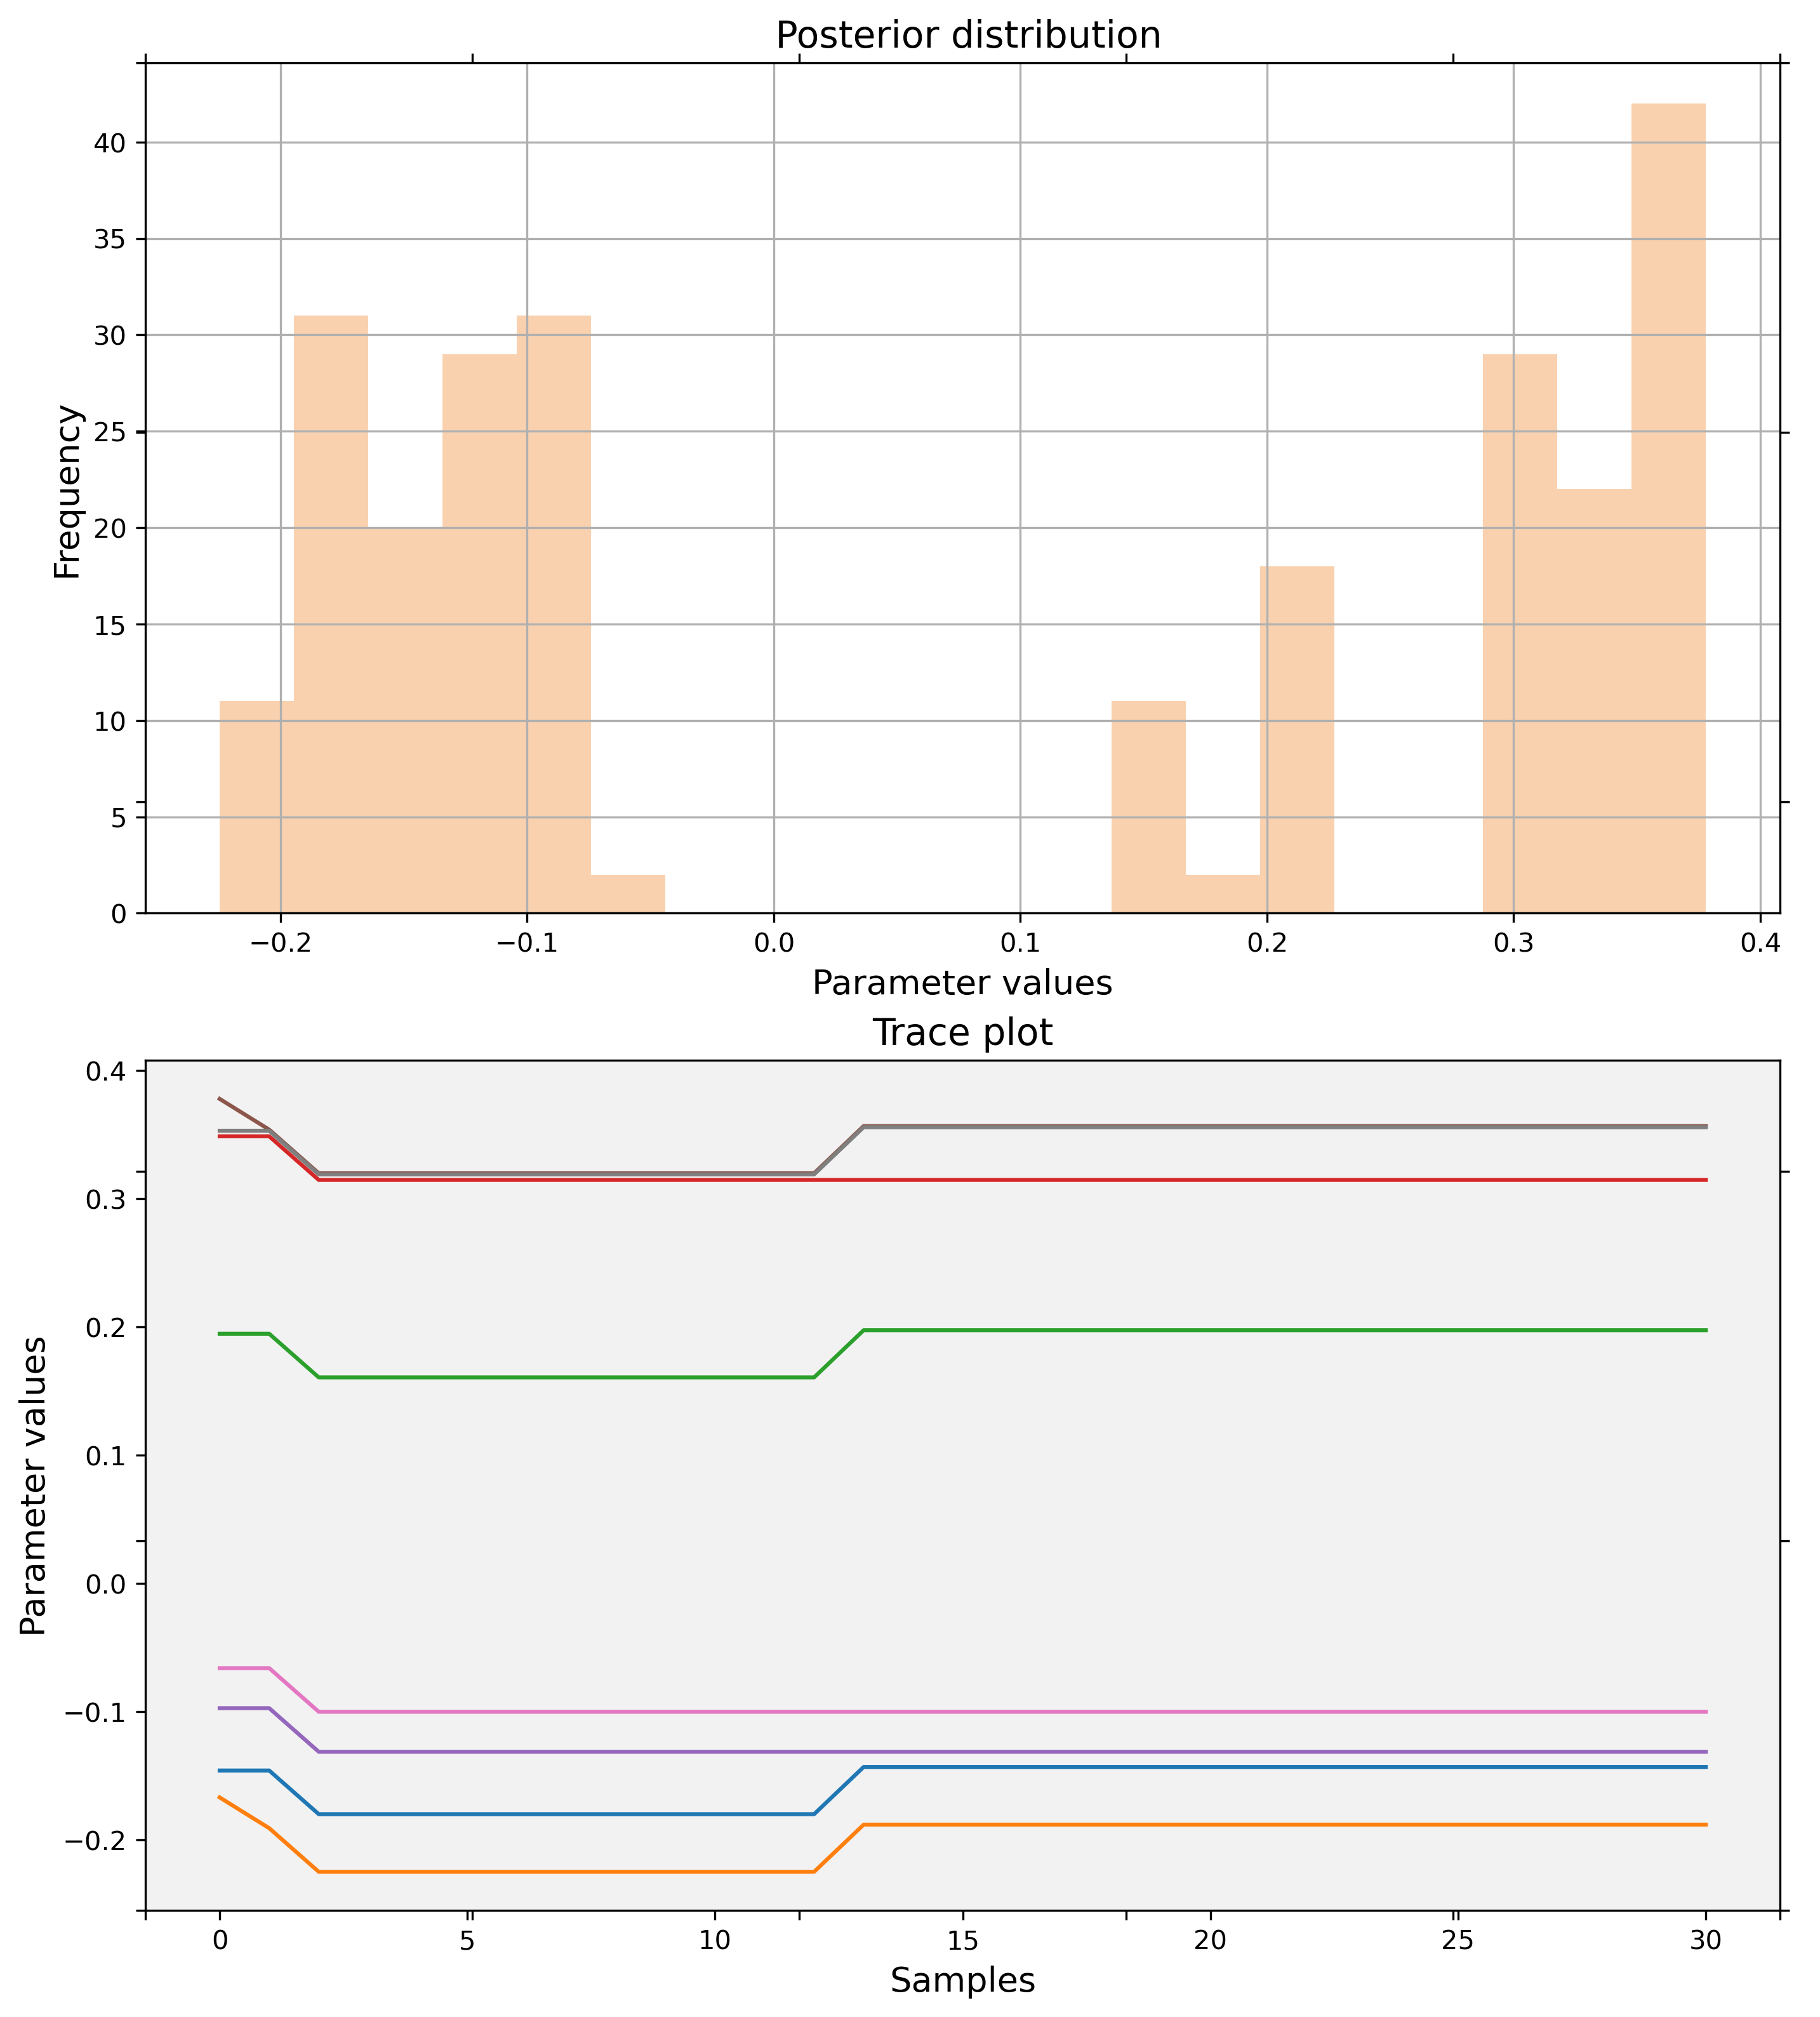 Posterior distribution
40
35
30
25
20
15
10
5
0
Frequency
−0.2 −0.1 0.0 0.1 0.2 0.3 0.4
Parameter values
Trace plot
0.4
0.3
0.2
0.1
0.0
−0.1
−0.2
Parameter values
0 5 10 15 20 25 30
Samples